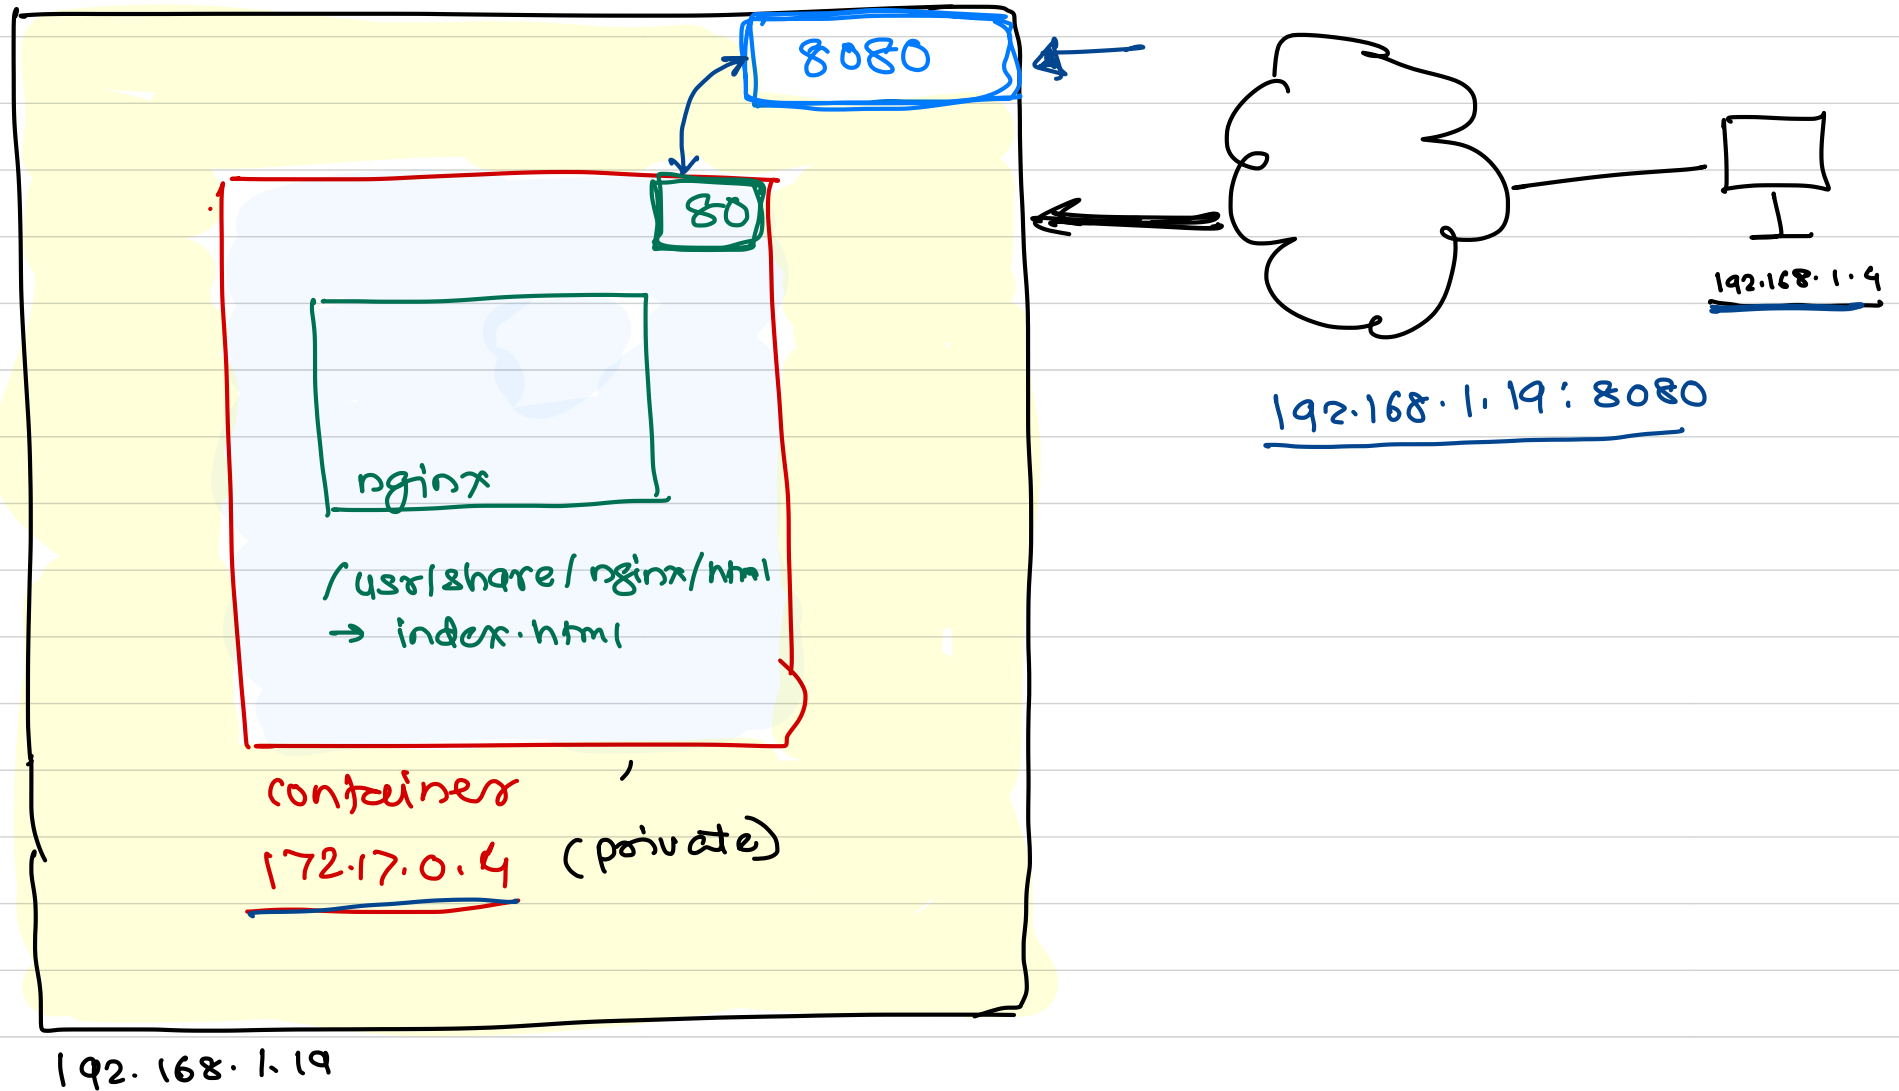 8080
80
192.168.1.4
192.168.1.19:8080
nginx
/usr/share/nginx/html
→ index.html
container
172.17.0.4 (private)
192.168.1.19